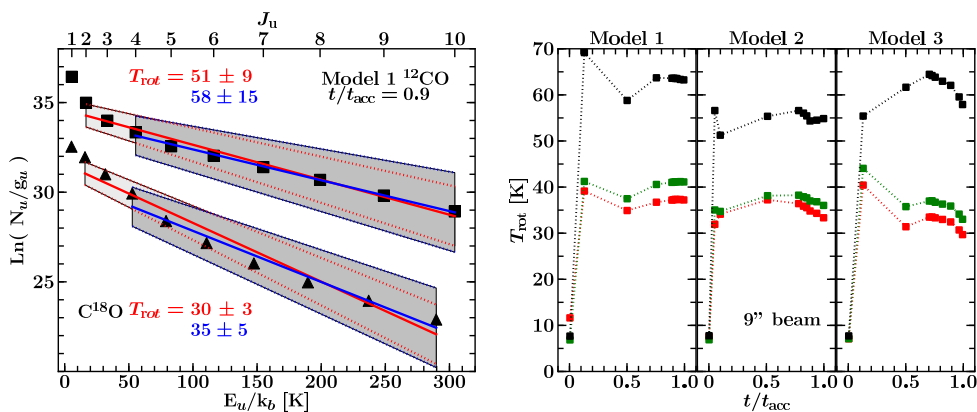 J_u
1 2 3 4 5 6 7 8 9 10
T_rot = 51 ± 9
58 ± 15
Model 1 ¹²CO
t/t_acc = 0.9
35
30
25
Ln( N_u/g_u )
C¹⁸O
T_rot = 30 ± 3
35 ± 5
0 50 100 150 200 250 300
E_u/k_b [K]
Model 1 Model 2 Model 3
70
60
50
40
30
20
10
0
T_rot [K]
9” beam
0.0 0.5 1.0 0.5 1.0 0.5 1.0
t/t_acc